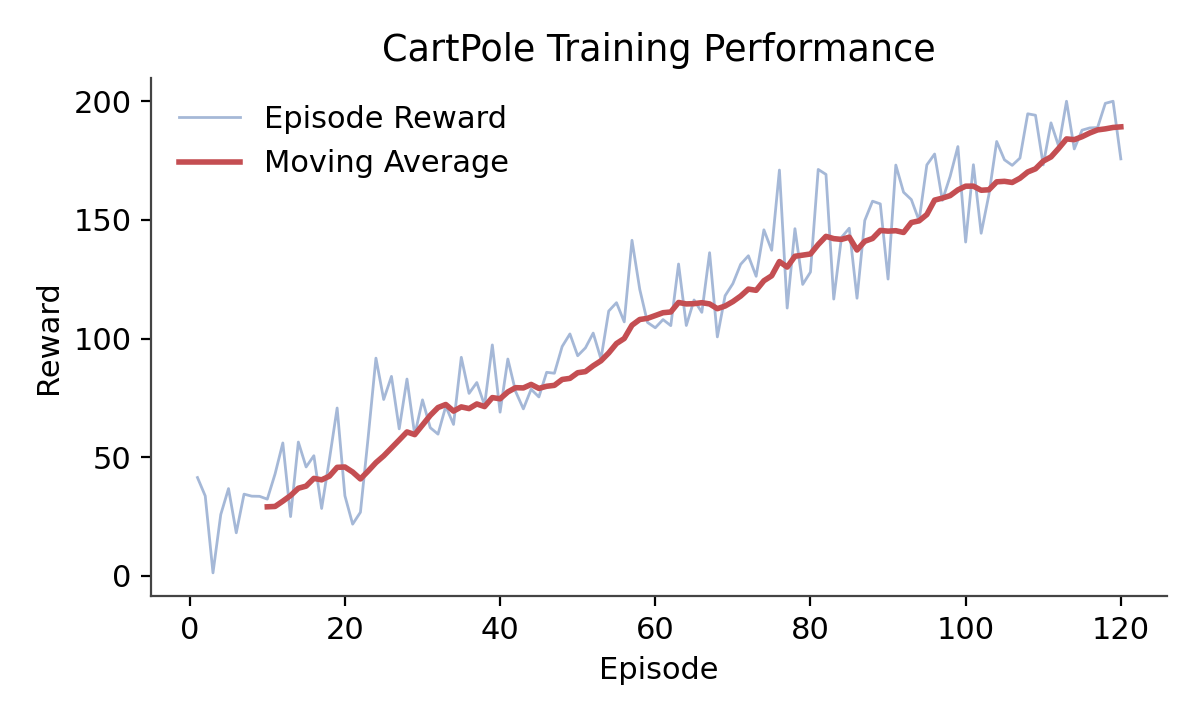 CartPole Training Performance
Episode Reward
Moving Average
200
150
100
50
0
Reward
0 20 40 60 80 100 120
Episode